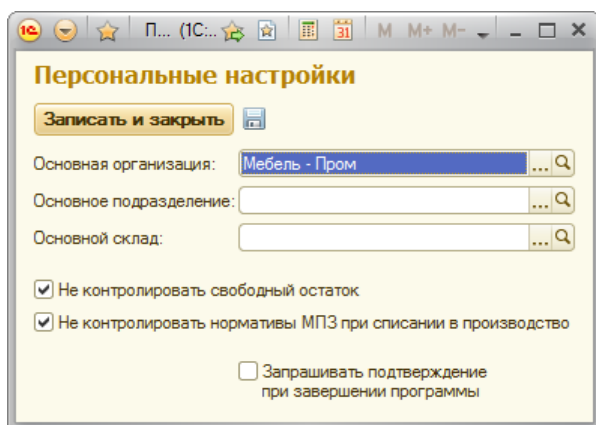 П... (1С:.. 31 M M+ M-
Персональные настройки
Записать и закрыть
Основная организация: Мебель - Пром ...
Основное подразделение: ...
Основной склад: ...
Не контролировать свободный остаток
Не контролировать нормативы МПЗ при списании в производство
Запрашивать подтверждение
при завершении программы